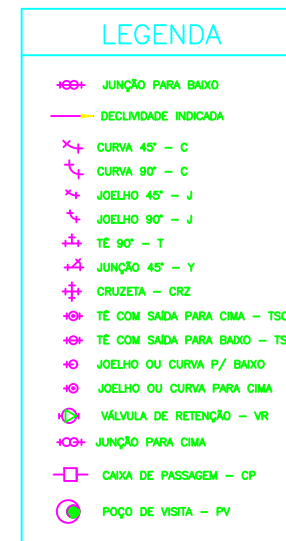 LEGENDA
JUNÇÃO PARA BAIXO
DECLIVIDADE INDICADA
CURVA 45° – C
CURVA 90° – C
JOELHO 45° – J
JOELHO 90° – J
TÊ 90° – T
JUNÇÃO 45° – Y
CRUZETA – CRZ
TÊ COM SAÍDA PARA CIMA – TSC
TÊ COM SAÍDA PARA BAIXO – TS
JOELHO OU CURVA P/ BAIXO
JOELHO OU CURVA PARA CIMA
VÁLVULA DE RETENÇÃO – VR
JUNÇÃO PARA CIMA
CAIXA DE PASSAGEM – CP
POÇO DE VISITA – PV